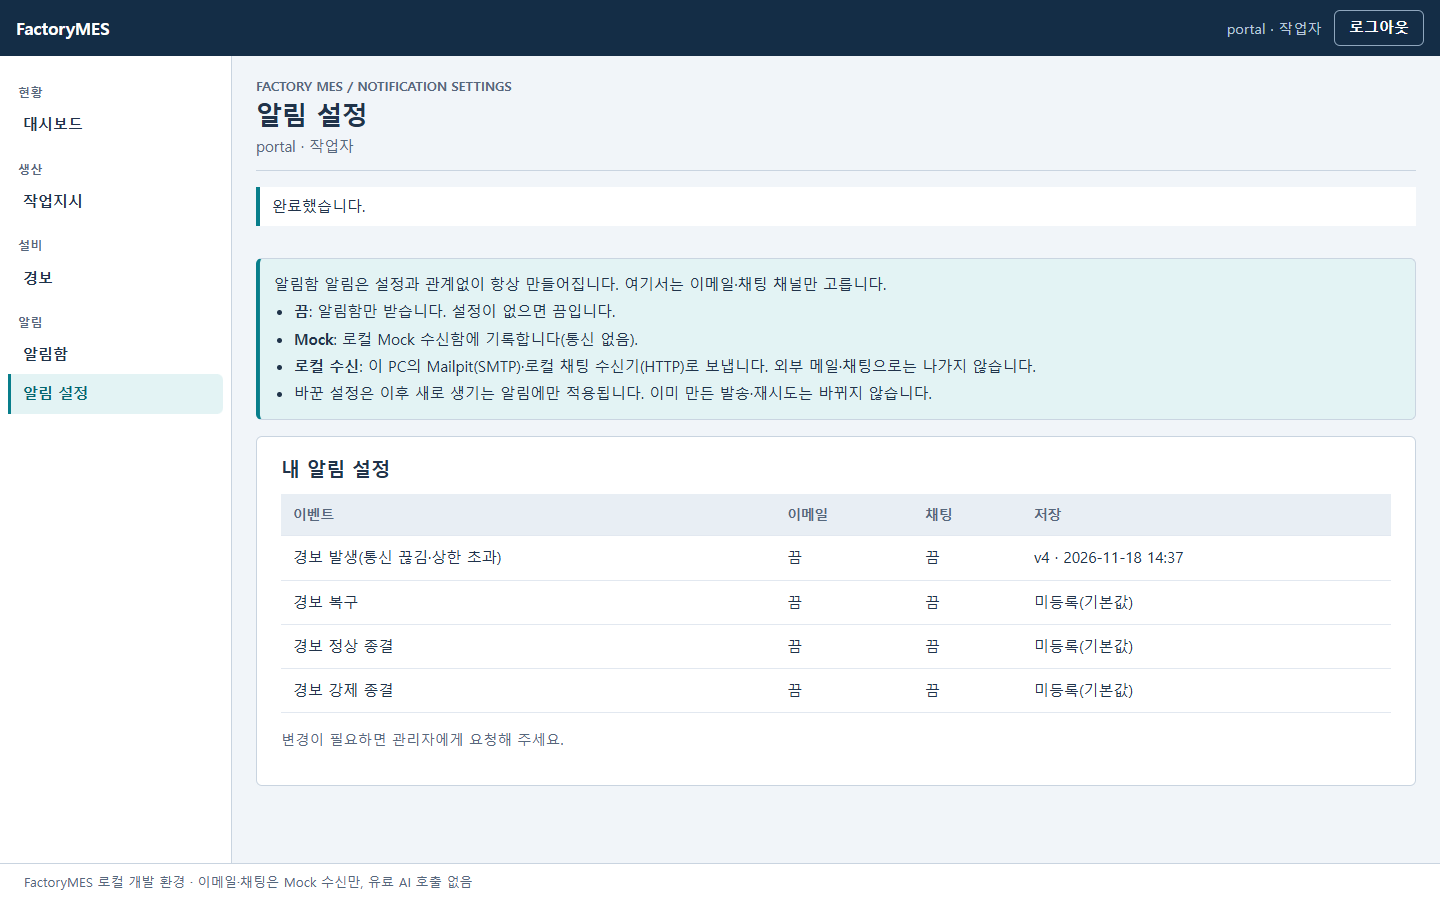 FactoryMES
portal · 작업자
로그아웃
현황
대시보드
생산
작업지시
설비
경보
알림
알림함
알림 설정
FACTORY MES / NOTIFICATION SETTINGS
알림 설정
portal · 작업자
완료했습니다.
알림함 알림은 설정과 관계없이 항상 만들어집니다. 여기서는 이메일·채팅 채널만 고릅니다.
• 끔: 알림함만 받습니다. 설정이 없으면 끔입니다.
• Mock: 로컬 Mock 수신함에 기록합니다(통신 없음).
• 로컬 수신: 이 PC의 Mailpit(SMTP)·로컬 채팅 수신기(HTTP)로 보냅니다. 외부 메일·채팅으로는 나가지 않습니다.
• 바꾼 설정은 이후 새로 생기는 알림에만 적용됩니다. 이미 만든 발송·재시도는 바뀌지 않습니다.
내 알림 설정
이벤트 이메일 채팅 저장
경보 발생(통신 끊김·상한 초과) 끔 끔 v4 · 2026-11-18 14:37
경보 복구 끔 끔 미등록(기본값)
경보 정상 종결 끔 끔 미등록(기본값)
경보 강제 종결 끔 끔 미등록(기본값)
변경이 필요하면 관리자에게 요청해 주세요.
FactoryMES 로컬 개발 환경 · 이메일·채팅은 Mock 수신만, 유료 AI 호출 없음